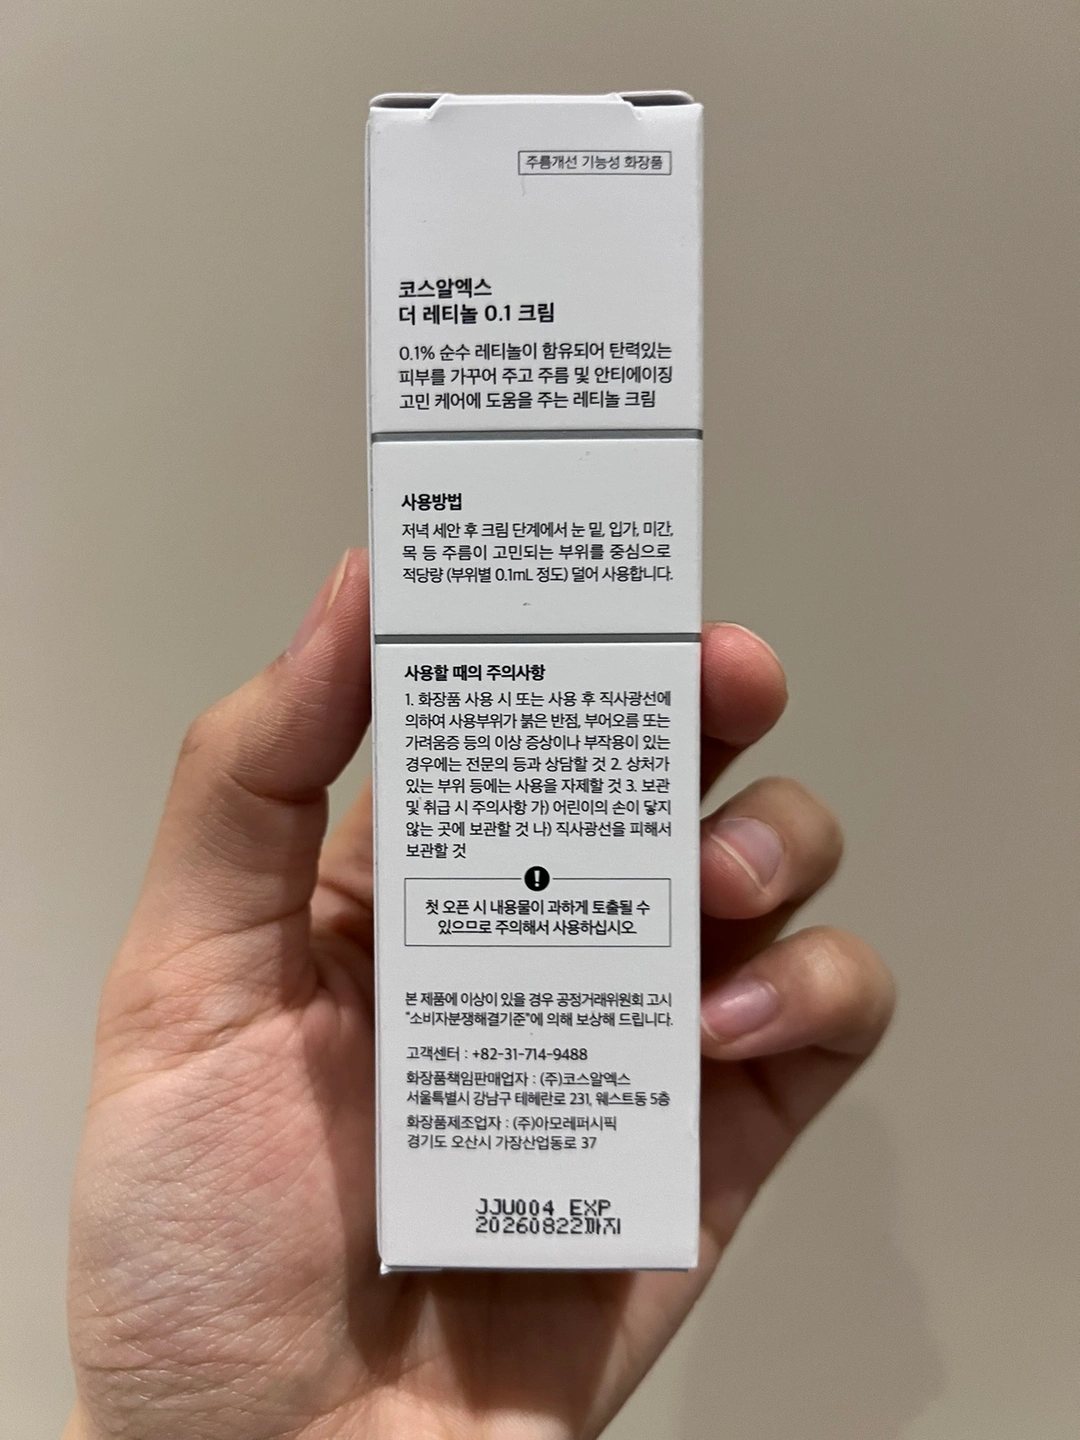 주름개선 기능성 화장품
코스알엑스
더 레티놀 0.1 크림
0.1% 순수 레티놀이 함유되어 탄력있는
피부를 가꾸어 주고 주름 및 안티에이징
고민 케어에 도움을 주는 레티놀 크림
사용방법
저녁 세안 후 크림 단계에서 눈 밑, 입가, 미간,
목 등 주름이 고민되는 부위를 중심으로
적당량 (부위별 0.1mL 정도) 덜어 사용합니다.
사용할 때의 주의사항
1. 화장품 사용 시 또는 사용 후 직사광선에
의하여 사용부위가 붉은 반점, 부어오름 또는
가려움증 등의 이상 증상이나 부작용이 있는
경우에는 전문의 등과 상담할 것 2. 상처가
있는 부위 등에는 사용을 자제할 것 3. 보관
및 취급 시 주의사항 가) 어린이의 손이 닿지
않는 곳에 보관할 것 나) 직사광선을 피해서
보관할 것
!
첫 오픈 시 내용물이 과하게 토출될 수
있으므로 주의해서 사용하십시오.
본 제품에 이상이 있을 경우 공정거래위원회 고시
"소비자분쟁해결기준"에 의해 보상해 드립니다.
고객센터 : +82-31-714-9488
화장품책임판매업자 : (주)코스알엑스
서울특별시 강남구 테헤란로 231, 웨스트동 5층
화장품제조업자 : (주)아모레퍼시픽
경기도 오산시 가장산업동로 37
JJU004 EXP
20260822까지